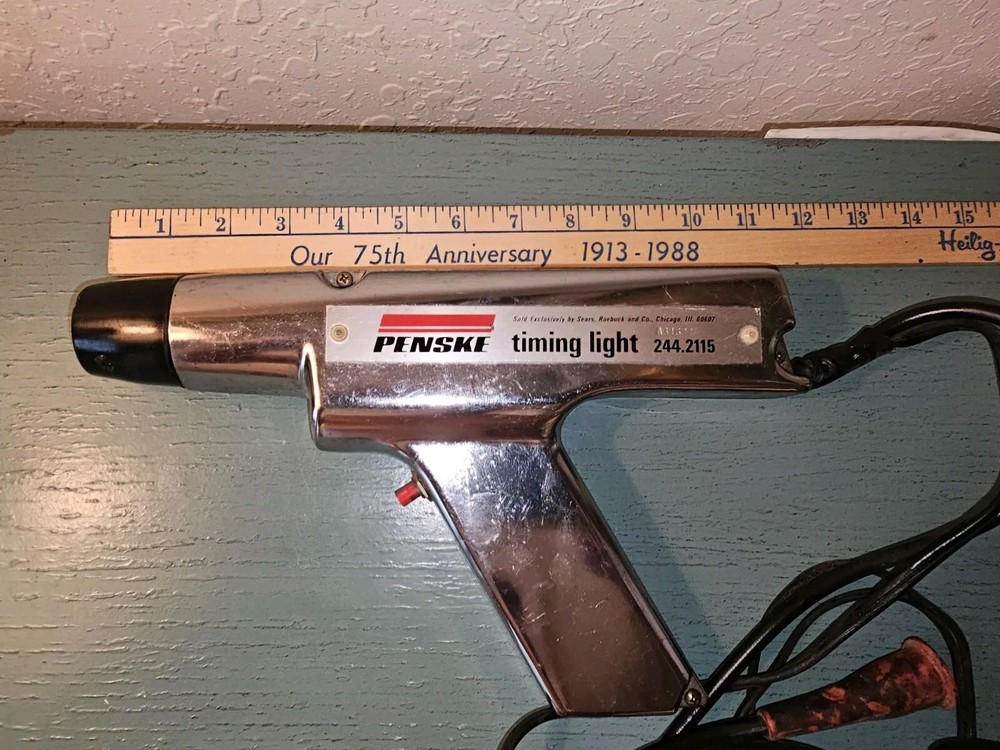 1 2 3 4 5 6 7 8 9 10 11 12 13 14 15
Our 75th Anniversary 1913-1988
Heilig-
Sold Exclusively by Sears, Roebuck and Co., Chicago, Ill. 60607
PENSKE timing light 244.2115